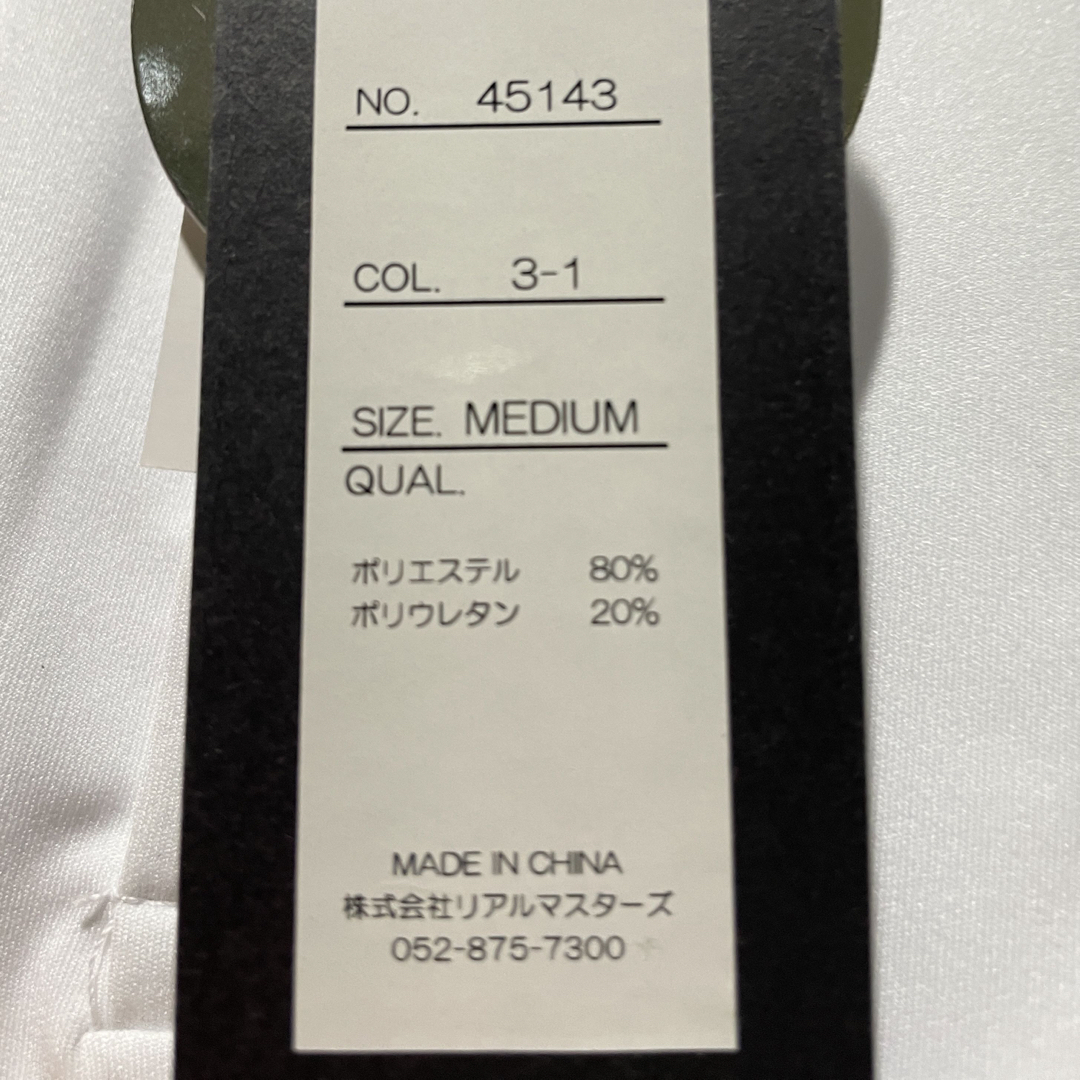 NO. 45143
COL. 3-1
SIZE. MEDIUM
QUAL.
ポリエステル 80%
ポリウレタン 20%
MADE IN CHINA
株式会社リアルマスターズ
052-875-7300